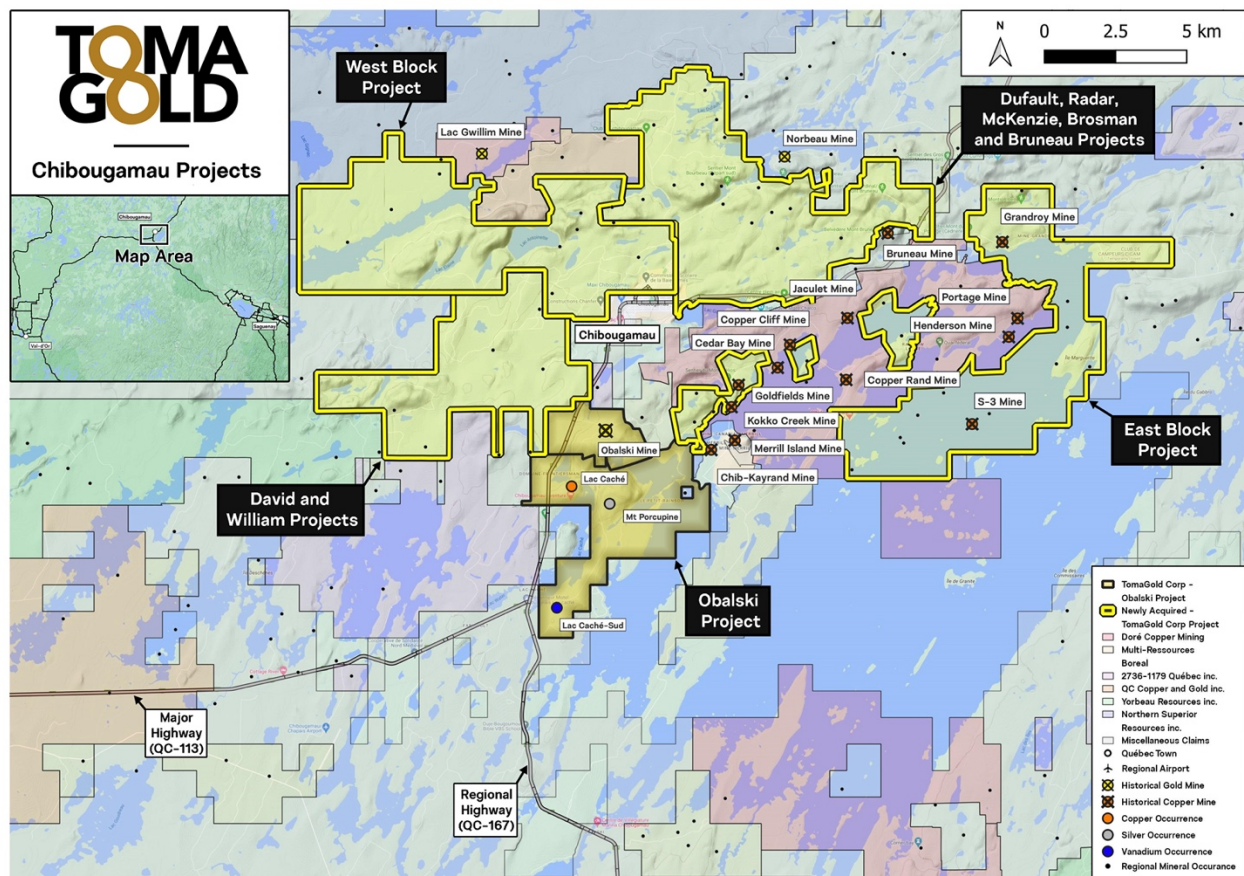 TOMA
GOLD
Chibougamau Projects
Chibougamau
Map Area
Val-d'Or
Saguenay
N
0 2.5 5 km
West Block
Project
Lac Gwillim Mine
Norbeau Mine
Dufault, Radar,
McKenzie, Brosman
and Bruneau Projects
Grandroy Mine
Bruneau Mine
Jaculet Mine
Portage Mine
Copper Cliff Mine
Henderson Mine
Chibougamau
Cedar Bay Mine
Copper Rand Mine
Goldfields Mine
S-3 Mine
Kokko Creek Mine
East Block
Project
Obalski Mine
Merrill Island Mine
Chib-Kayrand Mine
Lac Caché
David and
William Projects
Mt Porcupine
Obalski
Project
Lac Caché-Sud
Major
Highway
(QC-113)
Regional
Highway
(QC-167)
TomaGold Corp -
Obalski Project
Newly Acquired -
TomaGold Corp Project
Doré Copper Mining
Multi-Ressources
Boreal
2736-1179 Québec inc.
QC Copper and Gold inc.
Yorbeau Resources inc.
Northern Superior
Resources inc.
Miscellaneous Claims
Québec Town
Regional Airport
Historical Gold Mine
Historical Copper Mine
Copper Occurrence
Silver Occurrence
Vanadium Occurrence
Regional Mineral Occurance